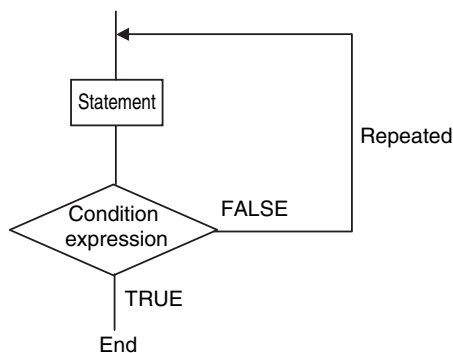 Statement
Repeated
Condition
expression
FALSE
TRUE
End